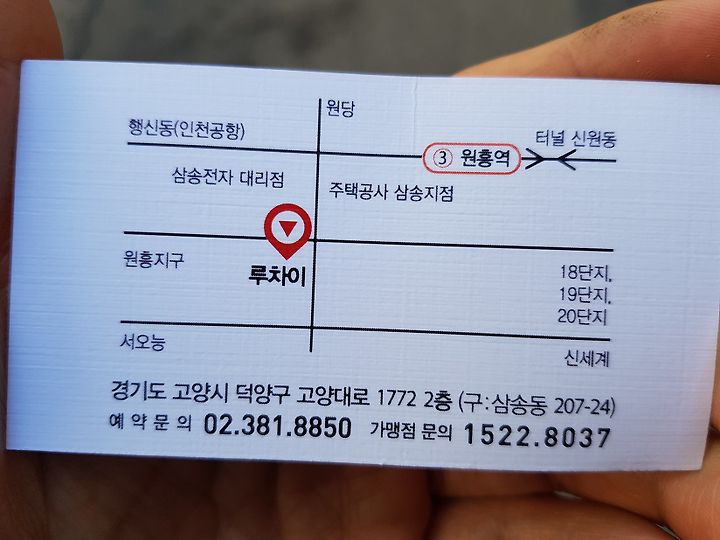 원당
행신동(인천공항)
터널 신원동
③ 원흥역
삼송전자 대리점
주택공사 삼송지점
원흥지구
루차이
18단지,
19단지,
20단지
서오능
신세계
경기도 고양시 덕양구 고양대로 1772 2층 (구:삼송동 207-24)
예약문의 02.381.8850 가맹점 문의 1522.8037